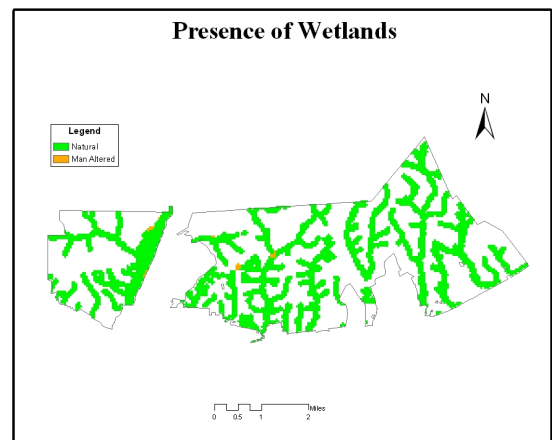 Presence of Wetlands
N
Legend
Natural
Man Altered
Miles
0 0.5 1 2